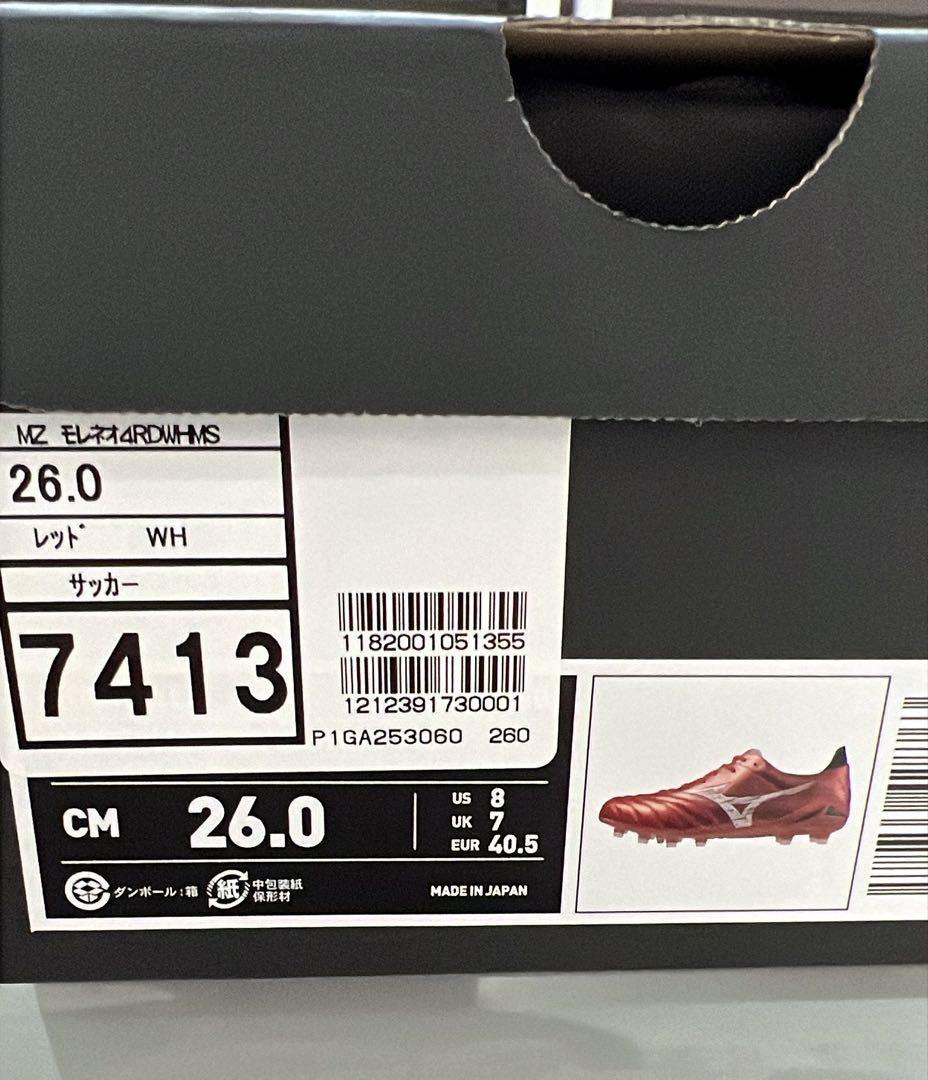 MZ モレネオ4RDWHMS
26.0
レッド WH
サッカー
7413
1182001051355
1212391730001
P1GA253060 260
CM 26.0
US 8
UK 7
EUR 40.5
ダンボール:箱 紙 中包装紙
保形材
MADE IN JAPAN